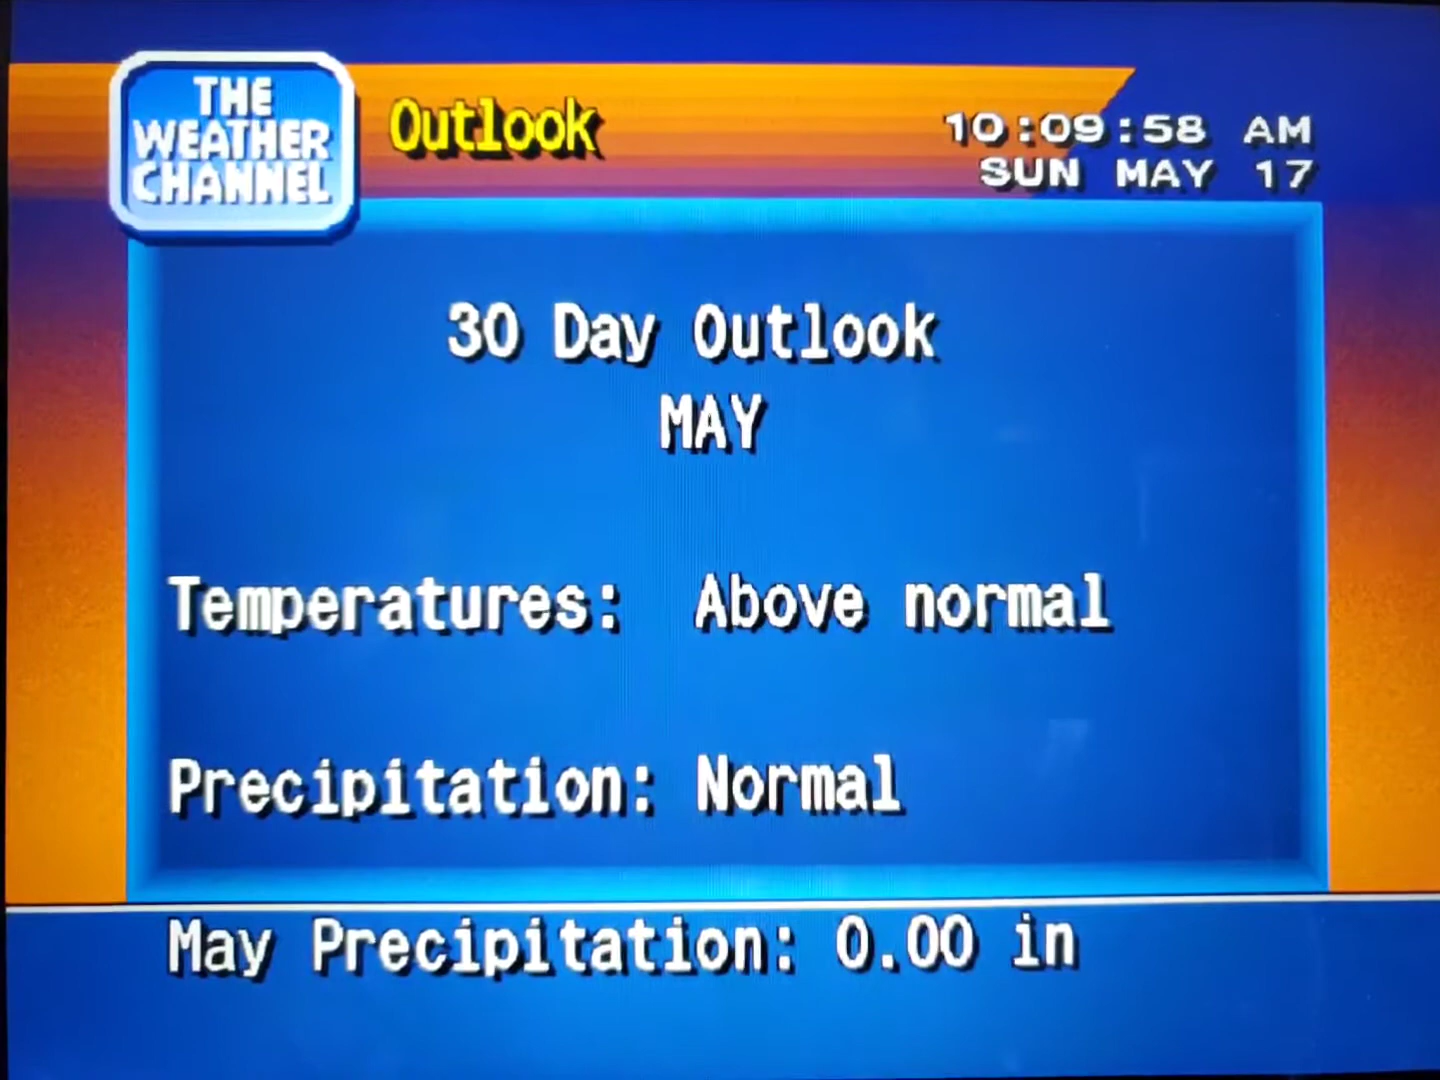 THE
WEATHER
CHANNEL
Outlook
10:09:58 AM
SUN MAY 17
30 Day Outlook
MAY
Temperatures: Above normal
Precipitation: Normal
May Precipitation: 0.00 in